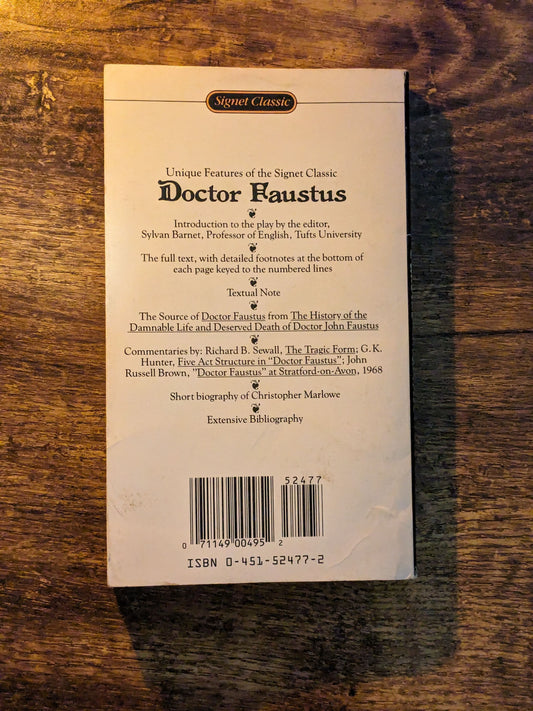 Signet Classic
Unique Features of the Signet Classic
Doctor Faustus
Introduction to the play by the editor,
Sylvan Barnet, Professor of English, Tufts University
The full text, with detailed footnotes at the bottom of
each page keyed to the numbered lines
Textual Note
The Source of Doctor Faustus from The History of the
Damnable Life and Deserved Death of Doctor John Faustus
Commentaries by: Richard B. Sewall, The Tragic Form; G.K.
Hunter, Five Act Structure in "Doctor Faustus"; John
Russell Brown, "Doctor Faustus" at Stratford-on-Avon, 1968
Short biography of Christopher Marlowe
Extensive Bibliography
52477
0 71149 00495 2
ISBN 0-451-52477-2